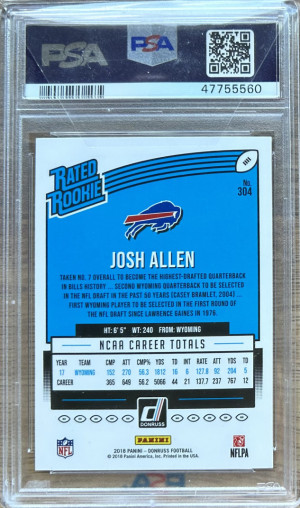 PSA PSA
47755560
RATED ROOKIE
No. 304
JOSH ALLEN
TAKEN NO. 7 OVERALL TO BECOME THE HIGHEST-DRAFTED QUARTERBACK
IN BILLS HISTORY ... SECOND WYOMING QUARTERBACK TO BE SELECTED
IN THE NFL DRAFT IN THE PAST 50 YEARS (CASEY BRAMLET, 2004) ...
FIRST WYOMING PLAYER TO BE SELECTED IN THE FIRST ROUND OF
THE NFL DRAFT SINCE LAWRENCE GAINES IN 1976.
HT: 6' 5" WT: 240 FROM: WYOMING
NCAA CAREER TOTALS
YEAR TEAM CMP ATT CMP% YDS TD INT RATE ATT YDS TD
17 WYOMING 152 270 56.3 1812 16 6 127.8 92 204 5
CAREER 365 649 56.2 5066 44 21 137.7 237 767 12
D
DONRUSS
NFL PANINI NFLPA
2018 PANINI - DONRUSS FOOTBALL
© 2018 Panini America, Inc. Printed in the USA.
PSA